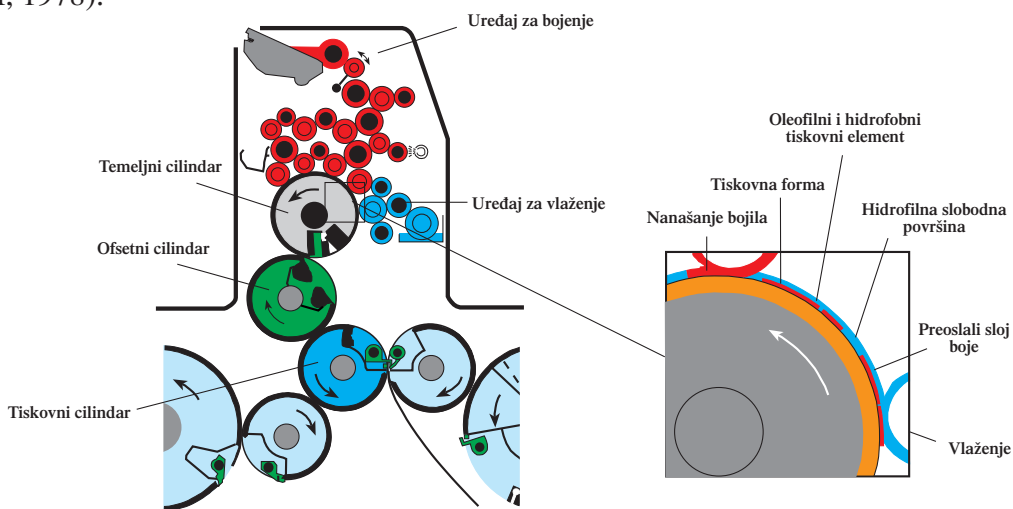 , 1978).
Uređaj za bojenje
Temeljni cilindar
Uređaj za vlaženje
Ofsetni cilindar
Tiskovni cilindar
Oleofilni i hidrofobni
tiskovni element
Tiskovna forma
Nanašanje bojila
Hidrofilna slobodna
površina
Preoslali sloj
boje
Vlaženje